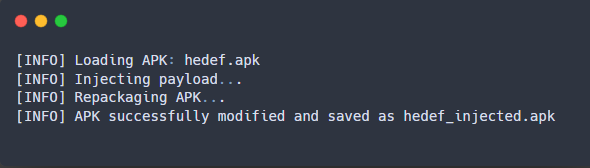 [INFO] Loading APK: hedef.apk
[INFO] Injecting payload...
[INFO] Repackaging APK...
[INFO] APK successfully modified and saved as hedef_injected.apk